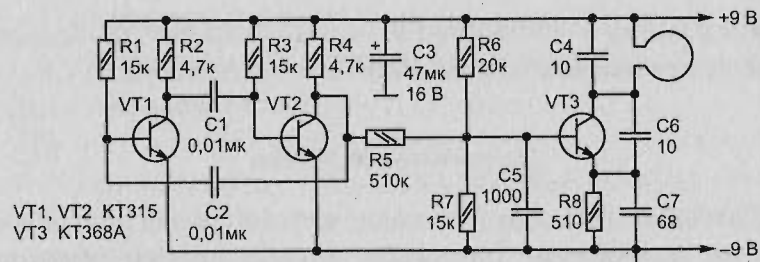 +9 В
R1
15к
R2
4,7к
R3
15к
R4
4,7к
+
C3
47мк
16 В
R6
20к
C4
10
VT1
C1
0,01мк
VT2
VT3
C6
10
R5
510к
C2
0,01мк
R7
15к
C5
1000
R8
510
C7
68
VT1, VT2 КТ315
VT3 КТ368А
–9 В